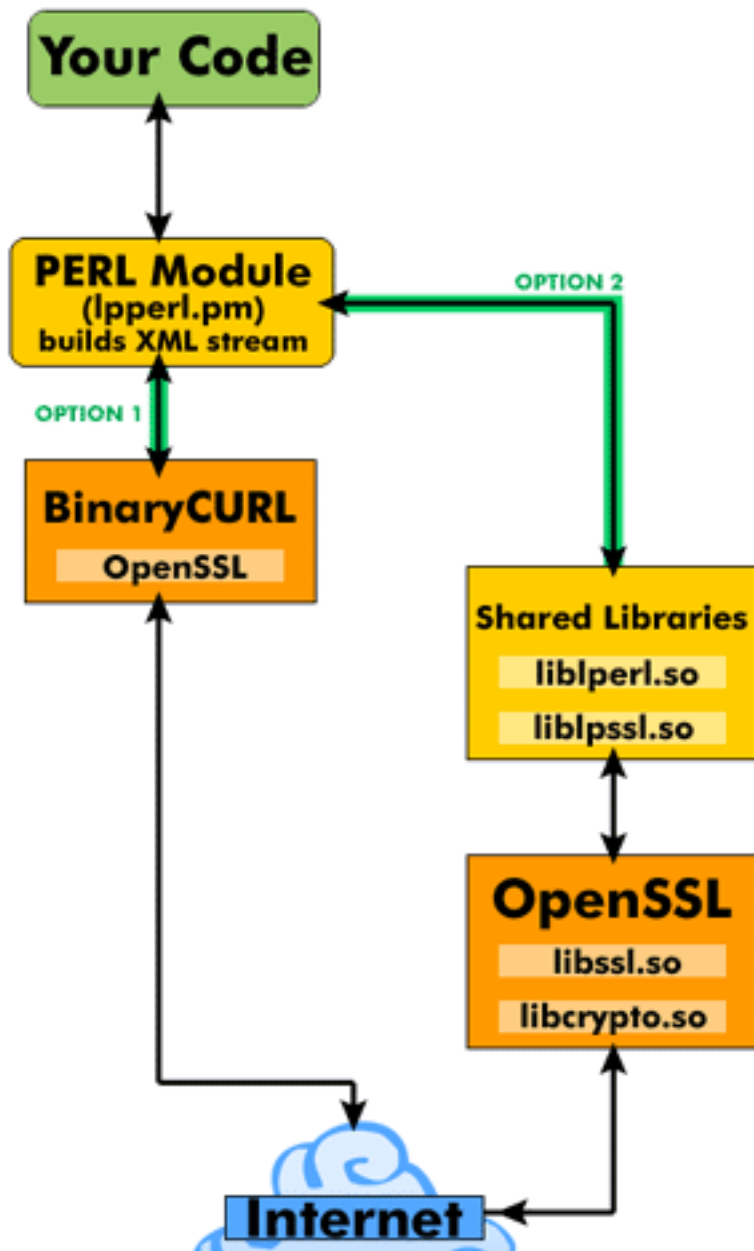 Your Code
PERL Module
(lpperl.pm)
builds XML stream
OPTION 2
OPTION 1
BinaryCURL
OpenSSL
Shared Libraries
liblperl.so
liblpssl.so
OpenSSL
libssl.so
libcrypto.so
Internet